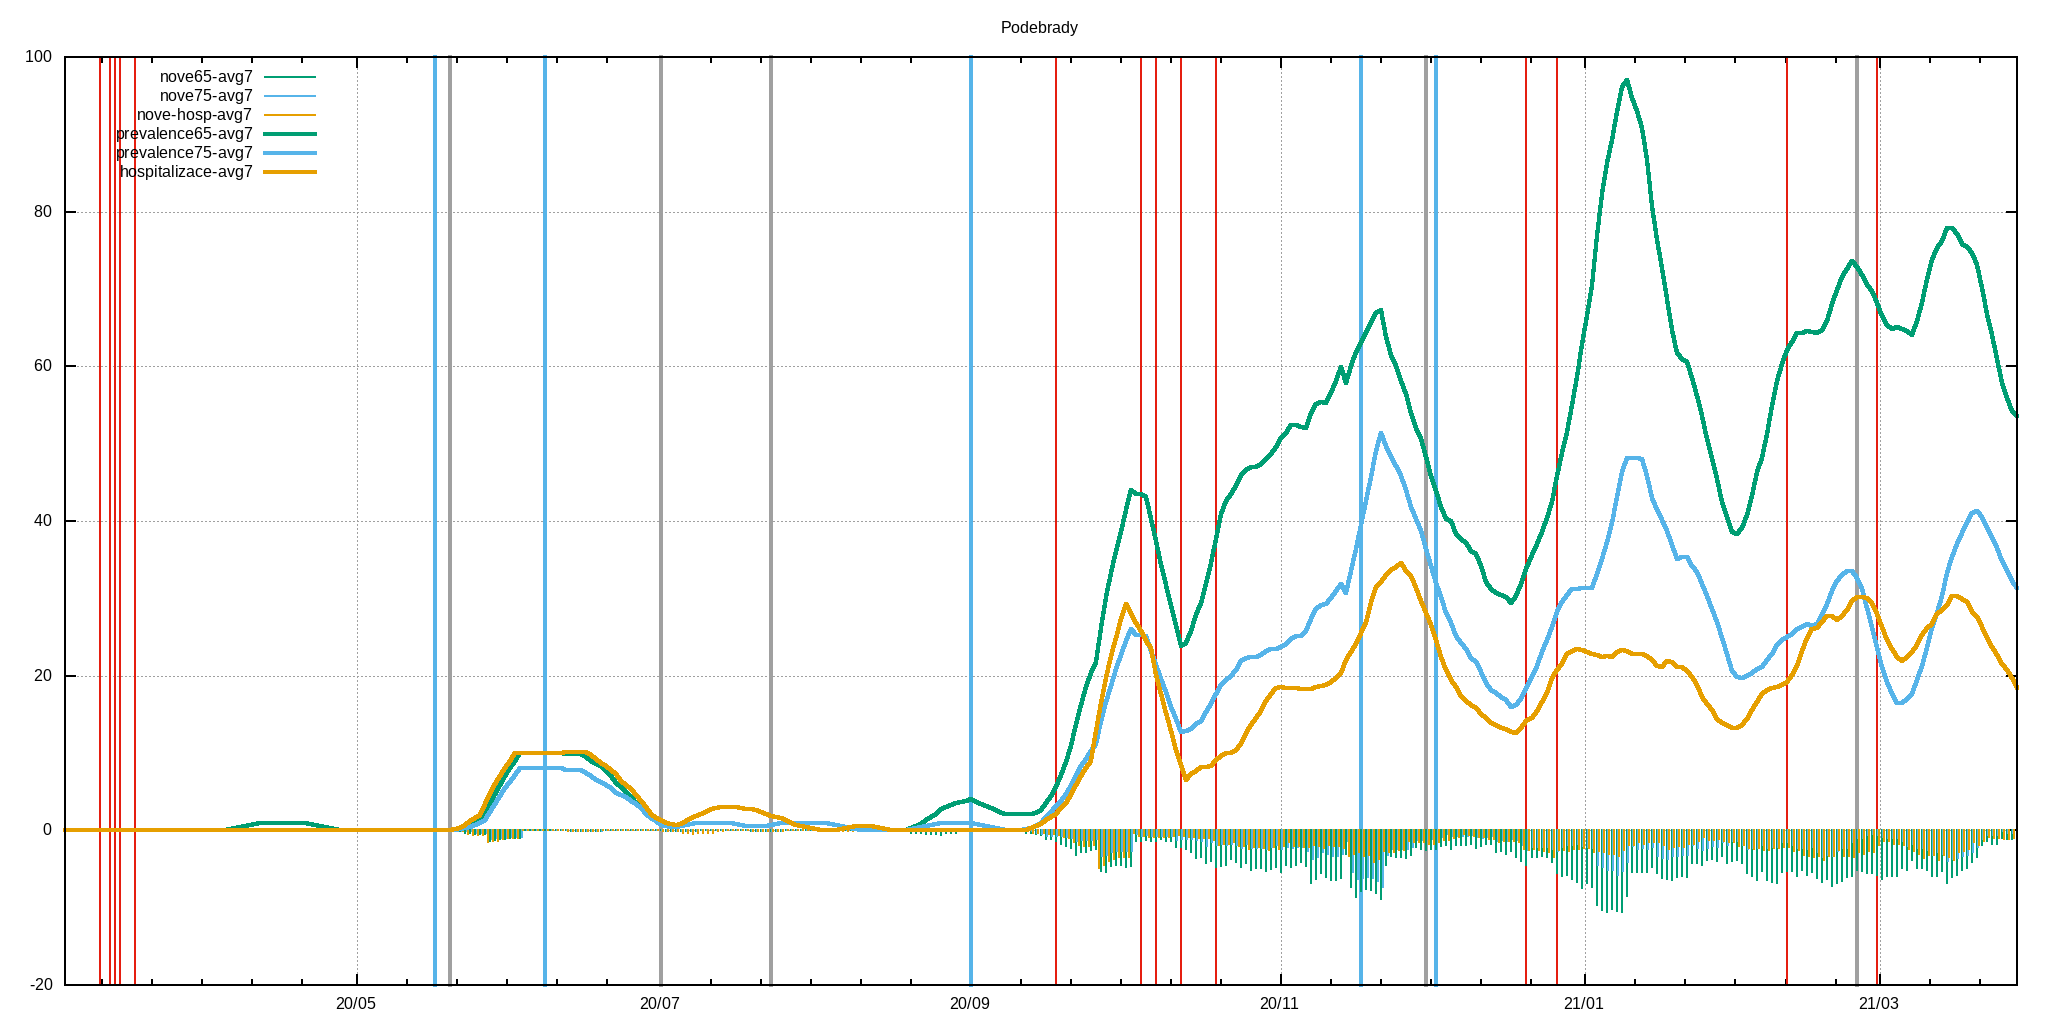 Podebrady
100
80
60
40
20
0
-20
nove65-avg7
nove75-avg7
nove-hosp-avg7
prevalence65-avg7
prevalence75-avg7
hospitalizace-avg7
20/05 20/07 20/09 20/11 21/01 21/03